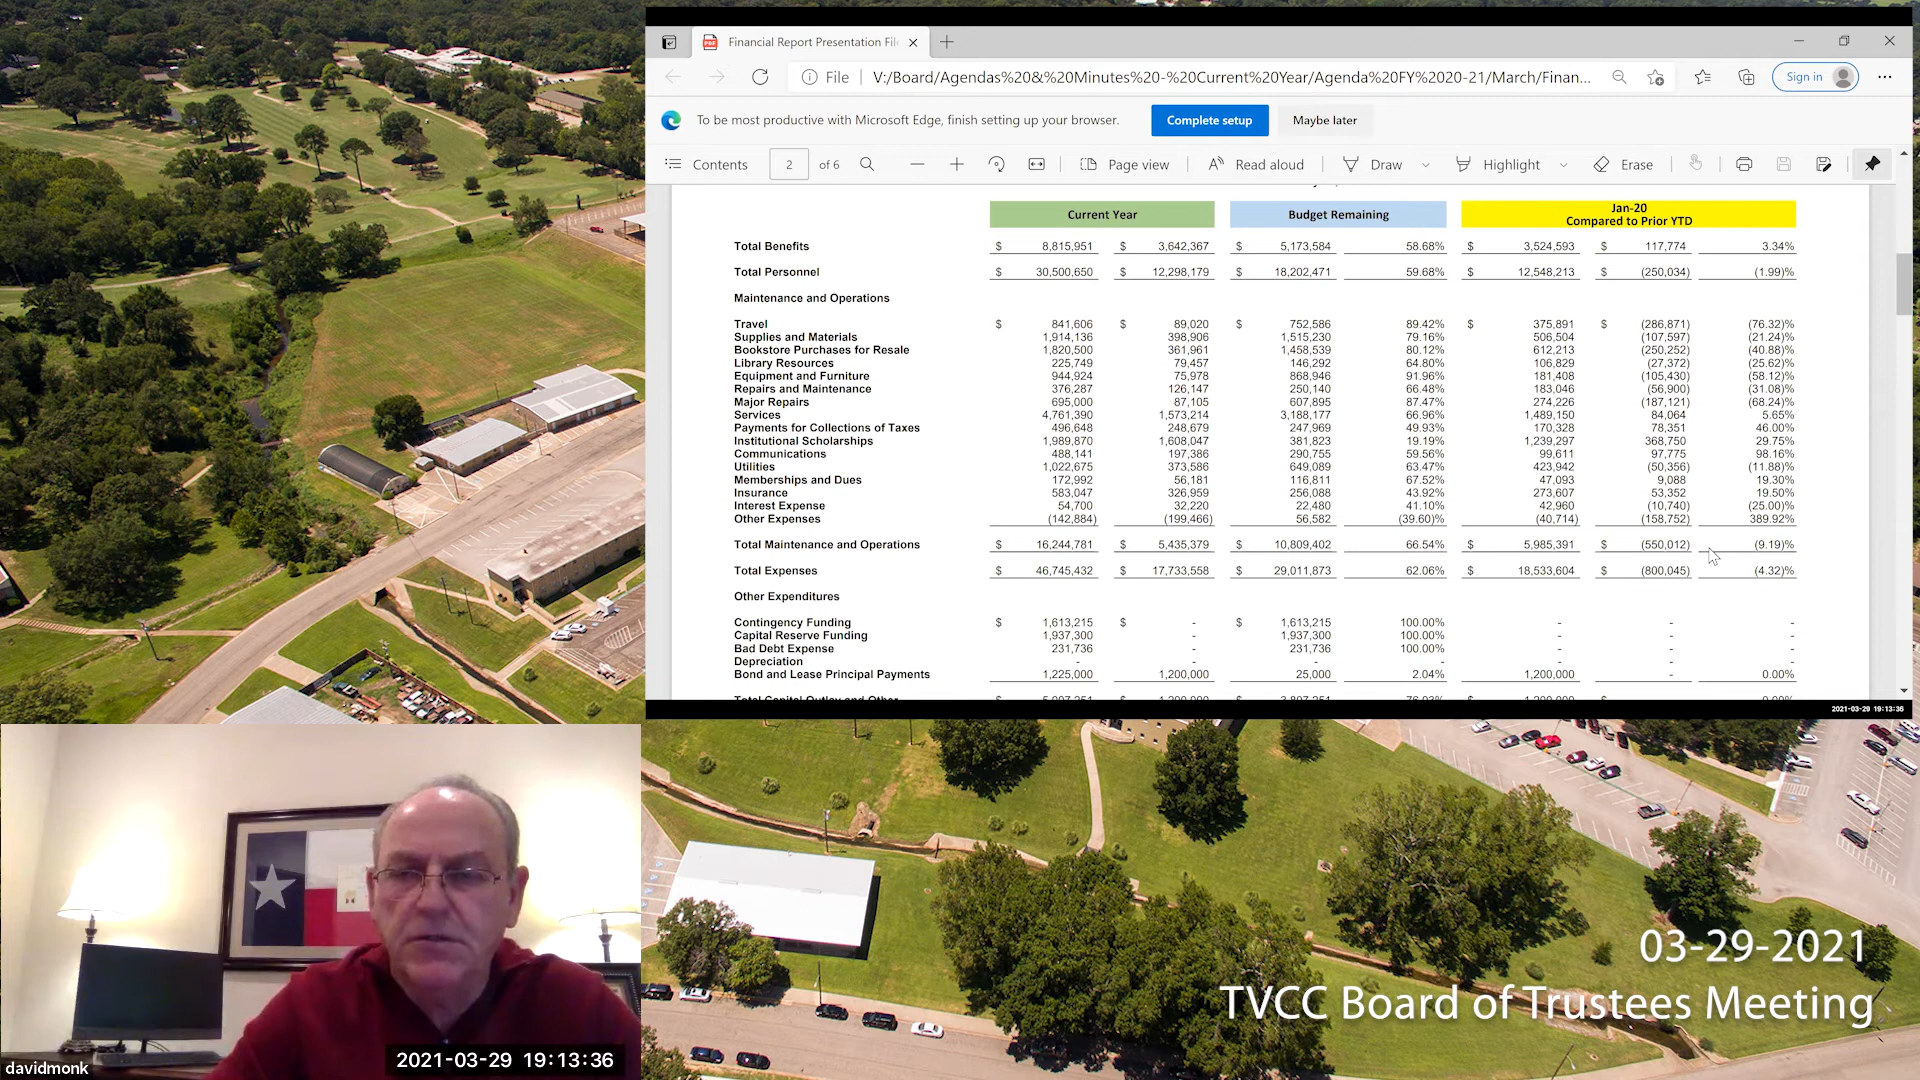 Financial Report Presentation Fil
File V:/Board/Agendas%20&%20Minutes%20-%20Current%20Year/Agenda%20FY%2020-21/March/Finan... Sign in
To be most productive with Microsoft Edge, finish setting up your browser. Complete setup Maybe later
Contents 2 of 6 Page view Read aloud Draw Highlight Erase
Current Year Budget Remaining Jan-20
Compared to Prior YTD
Total Benefits $ 8,815,951 $ 3,642,367 $ 5,173,584 58.68% $ 3,524,593 $ 117,774 3.34%
Total Personnel $ 30,500,650 $ 12,298,179 $ 18,202,471 59.68% $ 12,548,213 $ (250,034) (1.99)%
Maintenance and Operations
Travel $ 841,606 $ 89,020 $ 752,586 89.42% $ 375,891 $ (286,871) (76.32)%
Supplies and Materials 1,914,136 398,906 1,515,230 79.16% 506,504 (107,597) (21.24)%
Bookstore Purchases for Resale 1,820,500 361,961 1,458,539 80.12% 612,213 (250,252) (40.88)%
Library Resources 225,749 79,457 146,292 64.80% 106,829 (27,372) (25.62)%
Equipment and Furniture 944,924 75,978 868,946 91.96% 181,408 (105,430) (58.12)%
Repairs and Maintenance 376,287 126,147 250,140 66.48% 183,046 (56,900) (31.08)%
Major Repairs 695,000 87,105 607,895 87.47% 274,226 (187,121) (68.24)%
Services 4,761,390 1,573,214 3,188,177 66.96% 1,489,150 84,064 5.65%
Payments for Collections of Taxes 496,648 248,679 247,969 49.93% 170,328 78,351 46.00%
Institutional Scholarships 1,989,870 1,608,047 381,823 19.19% 1,239,297 368,750 29.75%
Communications 488,141 197,386 290,755 59.56% 99,611 97,775 98.16%
Utilities 1,022,675 373,586 649,089 63.47% 423,942 (50,356) (11.88)%
Memberships and Dues 172,992 56,181 116,811 67.52% 47,093 9,088 19.30%
Insurance 583,047 326,959 256,088 43.92% 273,607 53,352 19.50%
Interest Expense 54,700 32,220 22,480 41.10% 42,960 (10,740) (25.00)%
Other Expenses (142,884) (199,466) 56,582 (39.60)% (40,714) (158,752) 389.92%
Total Maintenance and Operations $ 16,244,781 $ 5,435,379 $ 10,809,402 66.54% $ 5,985,391 $ (550,012) (9.19)%
Total Expenses $ 46,745,432 $ 17,733,558 $ 29,011,873 62.06% $ 18,533,604 $ (800,045) (4.32)%
Other Expenditures
Contingency Funding $ 1,613,215 $ - $ 1,613,215 100.00% - - -
Capital Reserve Funding 1,937,300 - 1,937,300 100.00% - - -
Bad Debt Expense 231,736 - 231,736 100.00% - - -
Depreciation - - - - - - -
Bond and Lease Principal Payments 1,225,000 1,200,000 25,000 2.04% 1,200,000 - 0.00%
2021-03-29 19:13:36
03-29-2021
TVCC Board of Trustees Meeting
2021-03-29 19:13:36
davidmonk